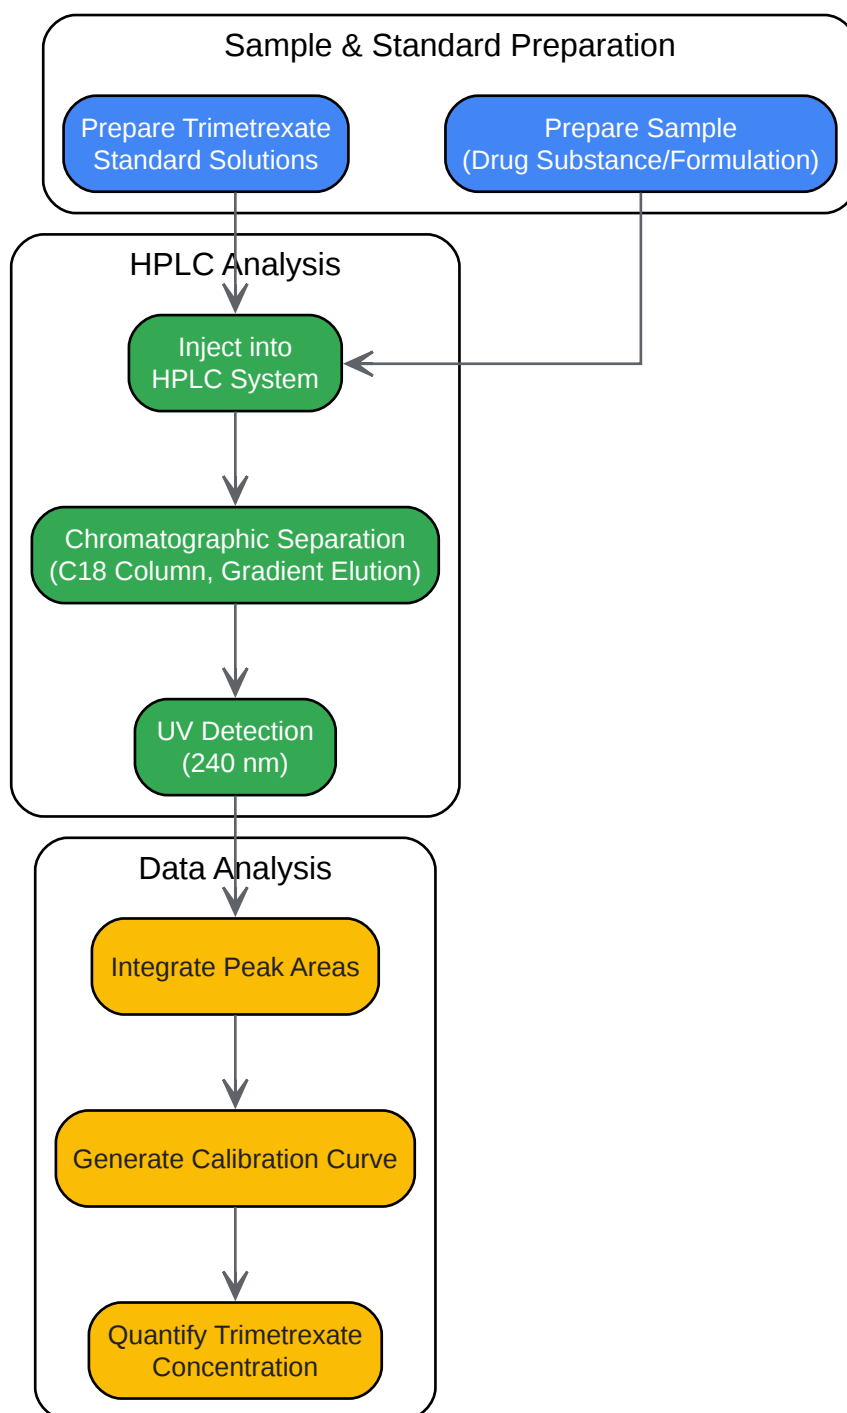 Sample & Standard Preparation
Prepare Trimetrexate
Standard Solutions
Prepare Sample
(Drug Substance/Formulation)
HPLC Analysis
Inject into
HPLC System
Chromatographic Separation
(C18 Column, Gradient Elution)
UV Detection
(240 nm)
Data Analysis
Integrate Peak Areas
Generate Calibration Curve
Quantify Trimetrexate
Concentration